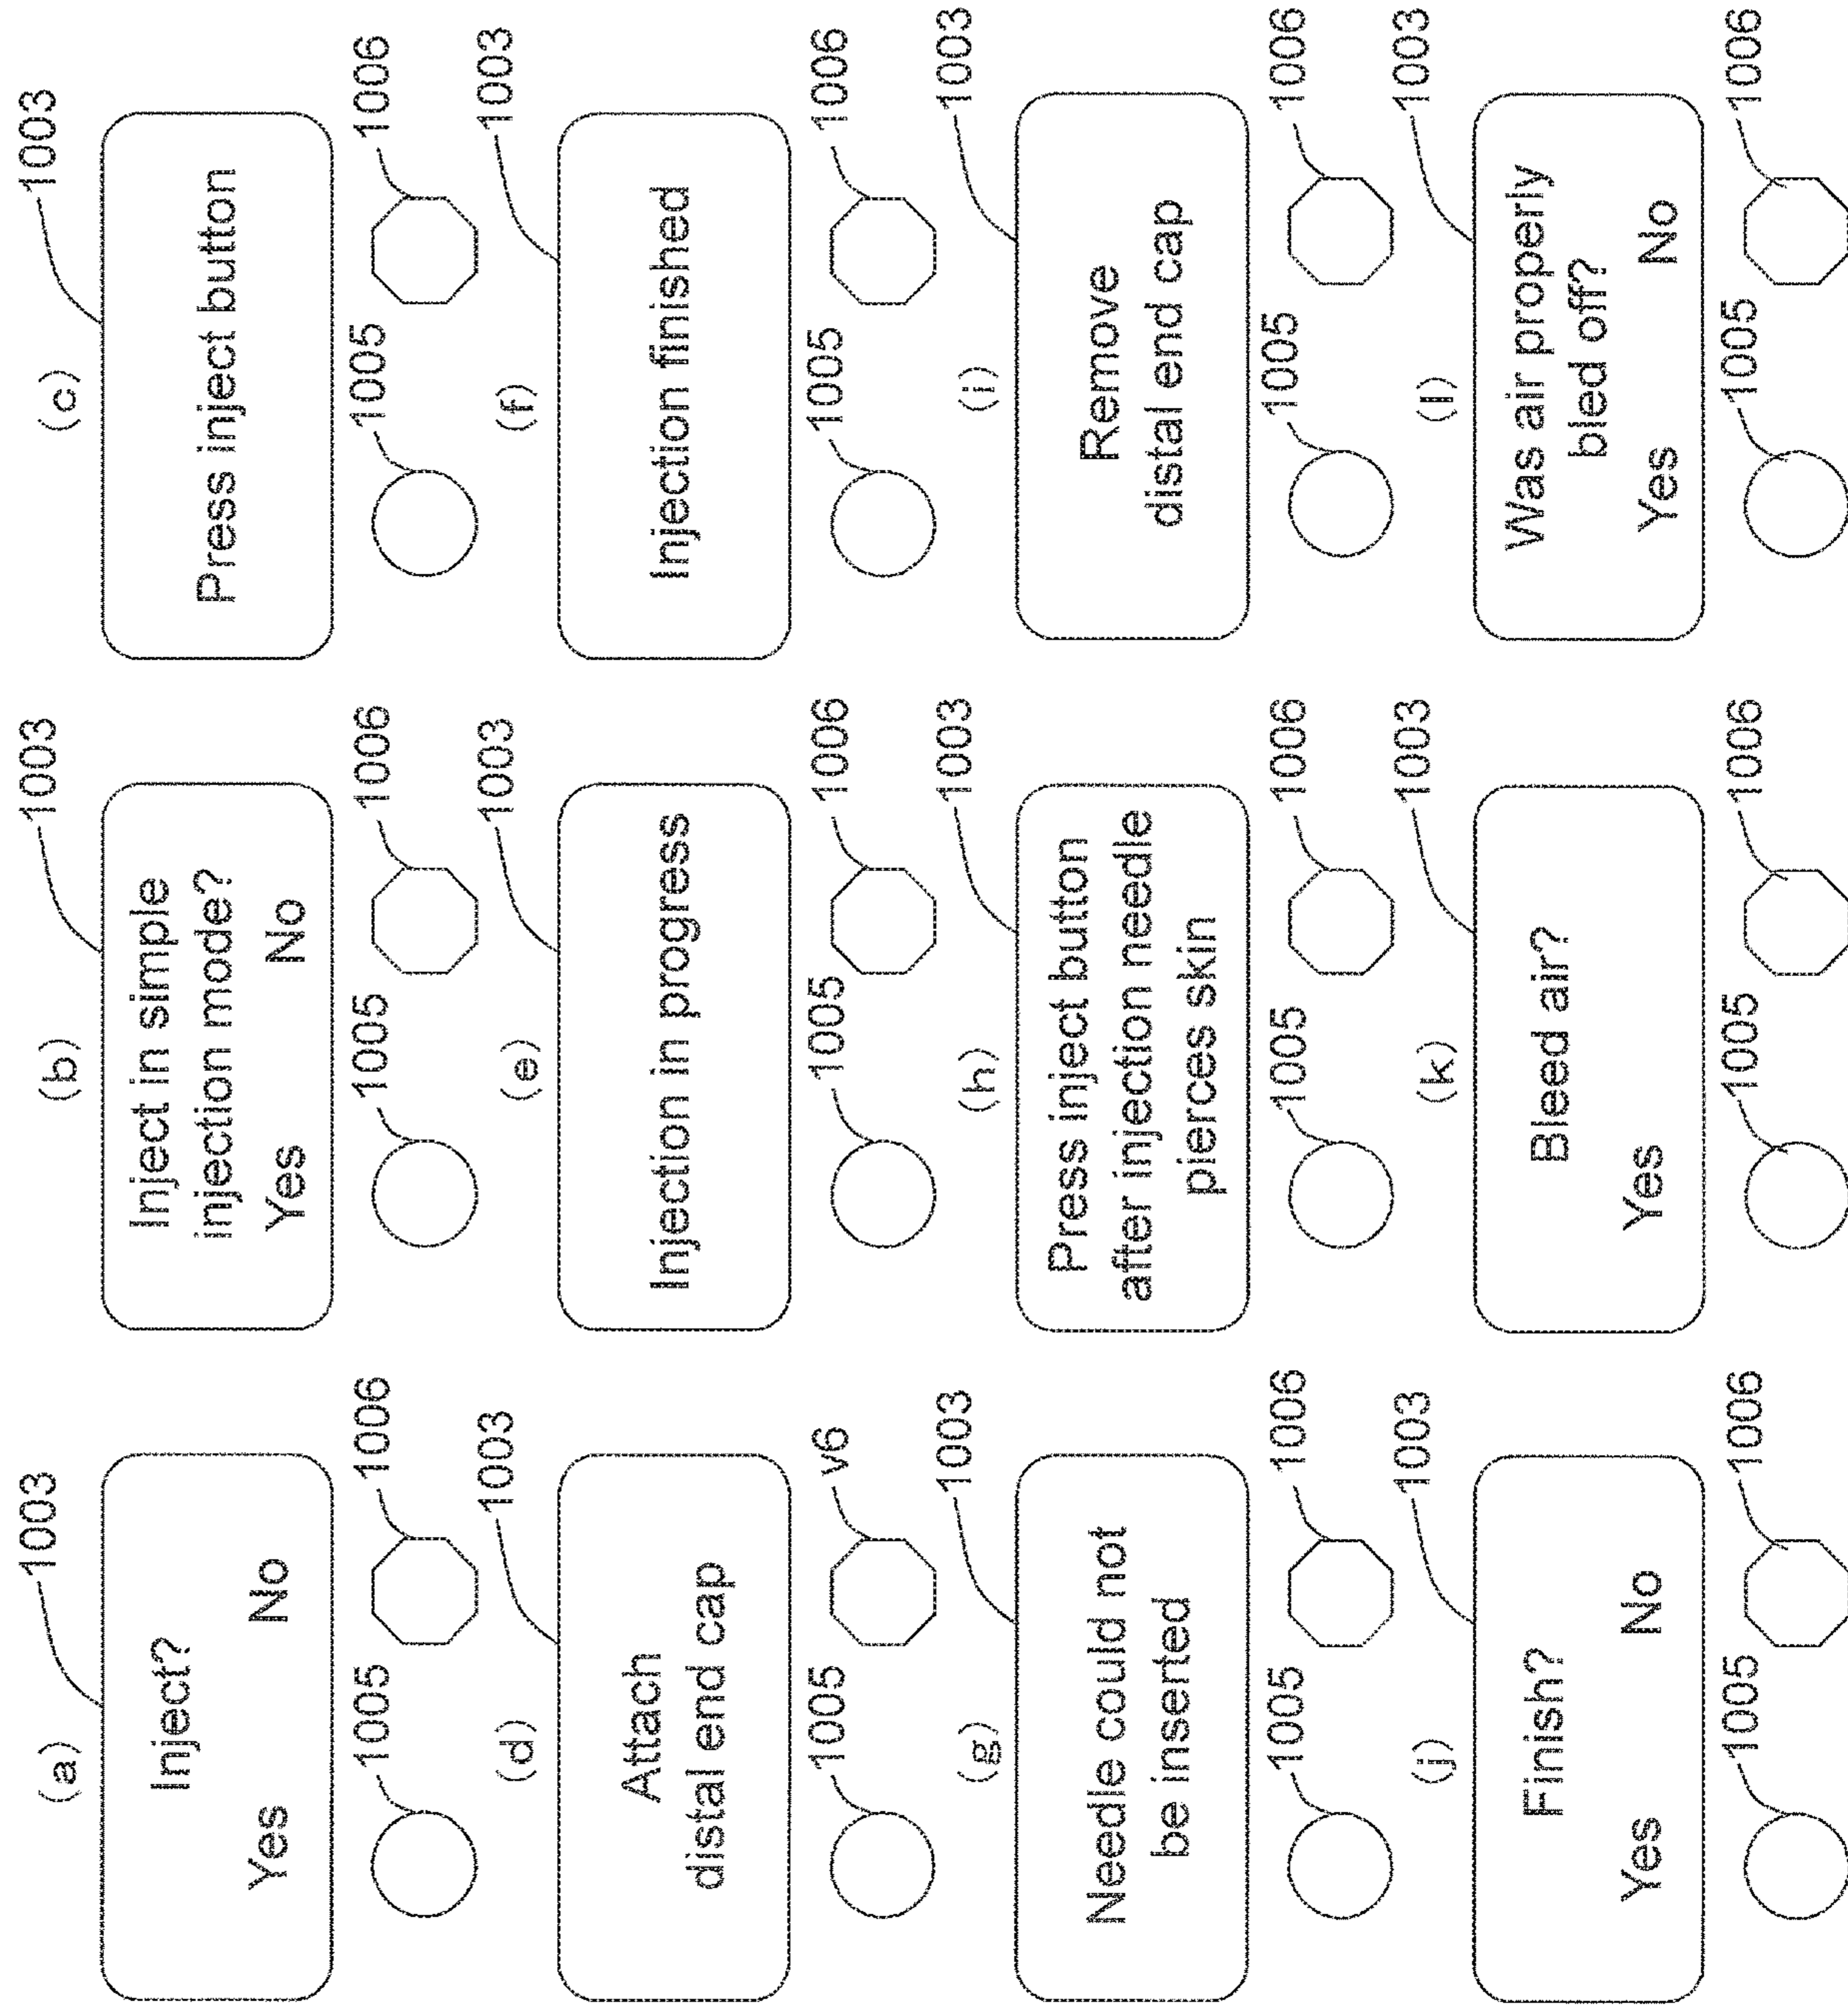 (a)
1003
Inject?
Yes No
1005
1006
(b)
1003
Inject in simple
injection mode?
Yes No
1005
1006
(c)
1003
Press inject button
1005
1006
(d)
1003
Attach
distal end cap
1005
v6
(e)
1003
Injection in progress
1005
1006
(f)
1003
Injection finished
1005
1006
(g)
1003
Needle could not
be inserted
1005
1006
(h)
1003
Press inject button
after injection needle
pierces skin
1005
1006
(i)
1003
Remove
distal end cap
1005
1006
(j)
1003
Finish?
Yes No
1005
1006
(k)
1003
Bleed air?
Yes
1005
1006
(l)
1003
Was air properly
bled off?
Yes No
1005
1006